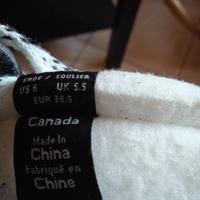 SHOE / SOULIER
US 6 UK 5.5
EUR 38.5
Canada
Made in
China
Fabriqué en
Chine